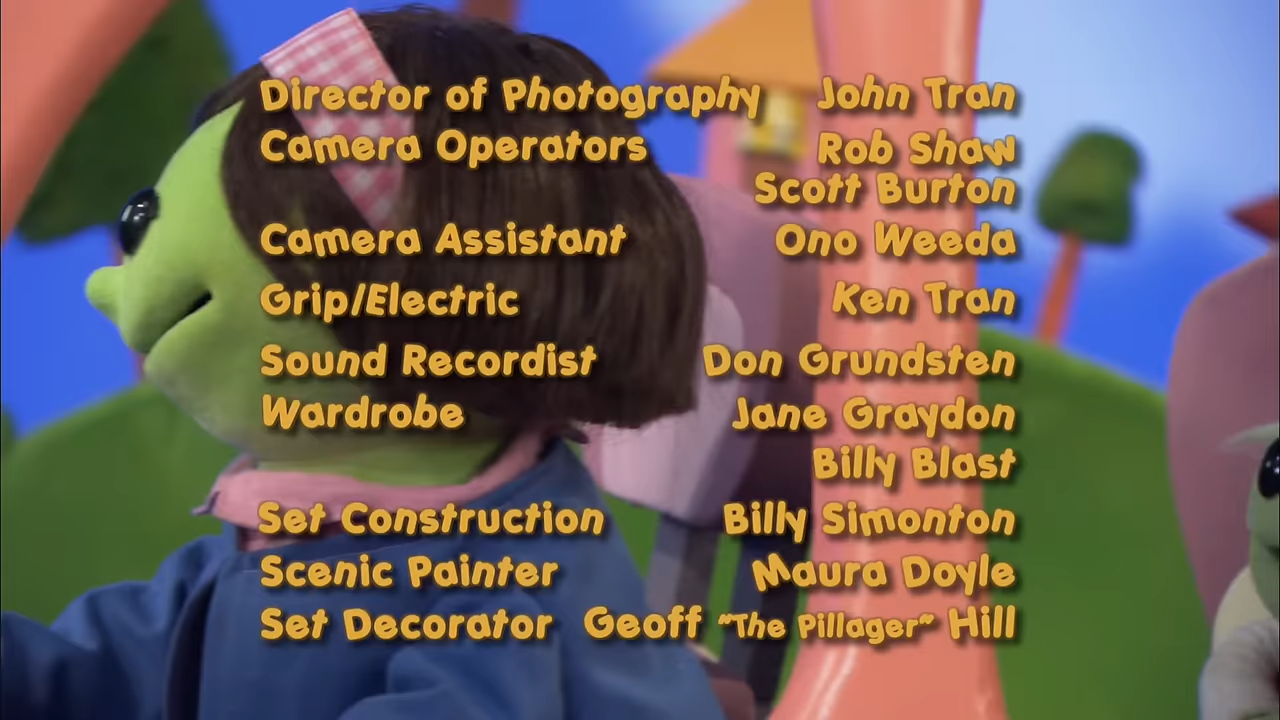 Director of Photography John Tran
Camera Operators Rob Shaw
Scott Burton
Camera Assistant Ono Weeda
Grip/Electric Ken Tran
Sound Recordist Don Grundsten
Wardrobe Jane Graydon
Billy Blast
Set Construction Billy Simonton
Scenic Painter Maura Doyle
Set Decorator Geoff "The Pillager" Hill